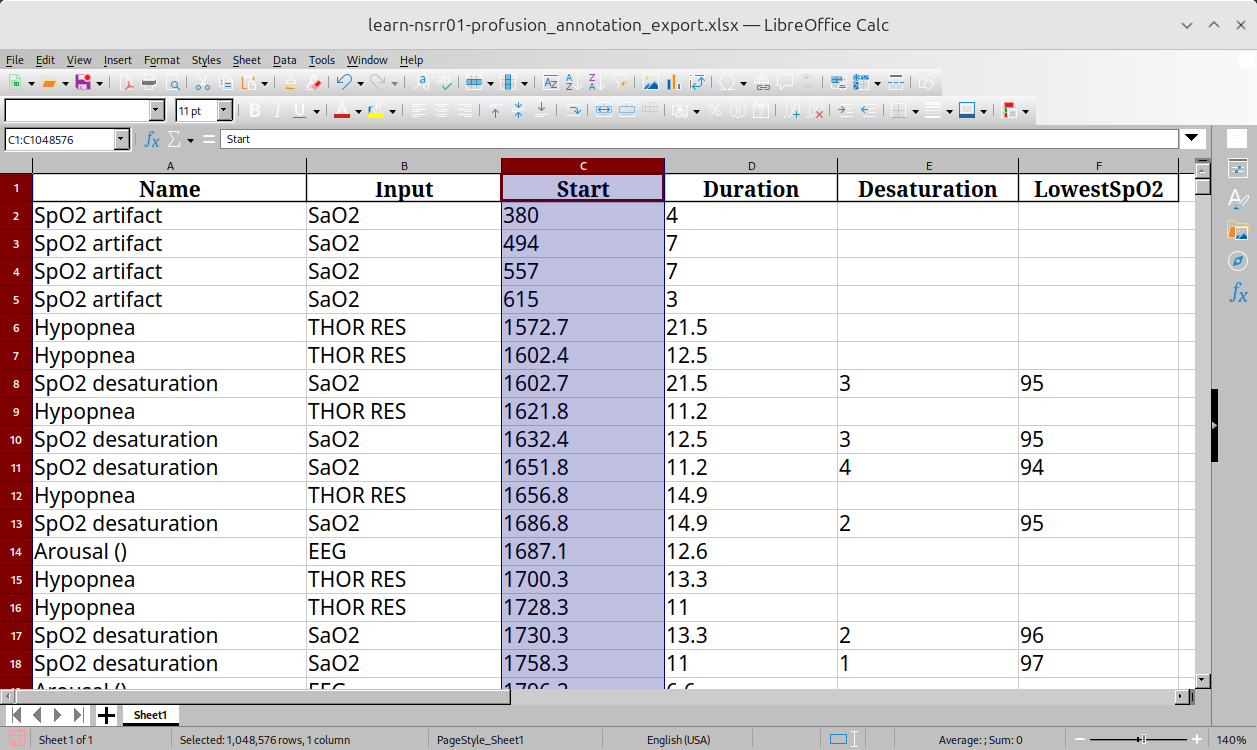 learn-nsrr01-profusion_annotation_export.xlsx — LibreOffice Calc
File Edit View Insert Format Styles Sheet Data Tools Window Help
11 pt
C1:C1048576 Start
A B C D E F
1 Name Input Start Duration Desaturation LowestSpO2
2 SpO2 artifact SaO2 380 4
3 SpO2 artifact SaO2 494 7
4 SpO2 artifact SaO2 557 7
5 SpO2 artifact SaO2 615 3
6 Hypopnea THOR RES 1572.7 21.5
7 Hypopnea THOR RES 1602.4 12.5
8 SpO2 desaturation SaO2 1602.7 21.5 3 95
9 Hypopnea THOR RES 1621.8 11.2
10 SpO2 desaturation SaO2 1632.4 12.5 3 95
11 SpO2 desaturation SaO2 1651.8 11.2 4 94
12 Hypopnea THOR RES 1656.8 14.9
13 SpO2 desaturation SaO2 1686.8 14.9 2 95
14 Arousal () EEG 1687.1 12.6
15 Hypopnea THOR RES 1700.3 13.3
16 Hypopnea THOR RES 1728.3 11
17 SpO2 desaturation SaO2 1730.3 13.3 2 96
18 SpO2 desaturation SaO2 1758.3 11 1 97
Arousal () EEG
Sheet1
Sheet 1 of 1 Selected: 1,048,576 rows, 1 column PageStyle_Sheet1 English (USA) Average: ; Sum: 0 140%